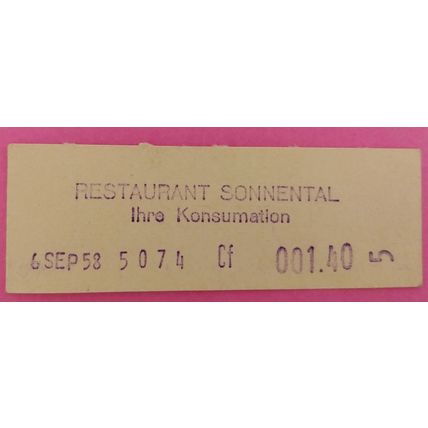 RESTAURANT SONNENTAL
Ihre Konsumation
6 SEP 58 5074 Cf 001.40 5